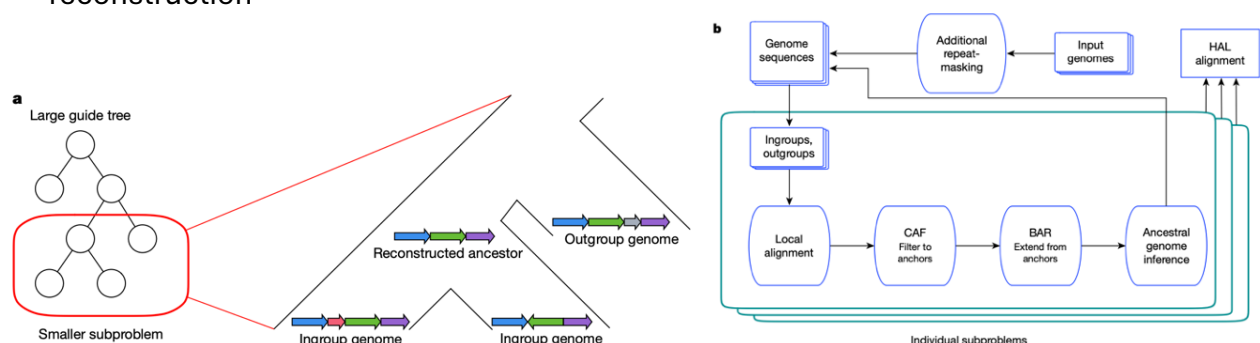 reconstruction
a
Large guide tree
Smaller subproblem
Reconstructed ancestor
Outgroup genome
Ingroup genome
Ingroup genome
b
Genome
sequences
Additional
repeat-
masking
Input
genomes
HAL
alignment
Ingroups,
outgroups
Local
alignment
CAF
Filter to
anchors
BAR
Extend from
anchors
Ancestral
genome
inference
Individual subproblems